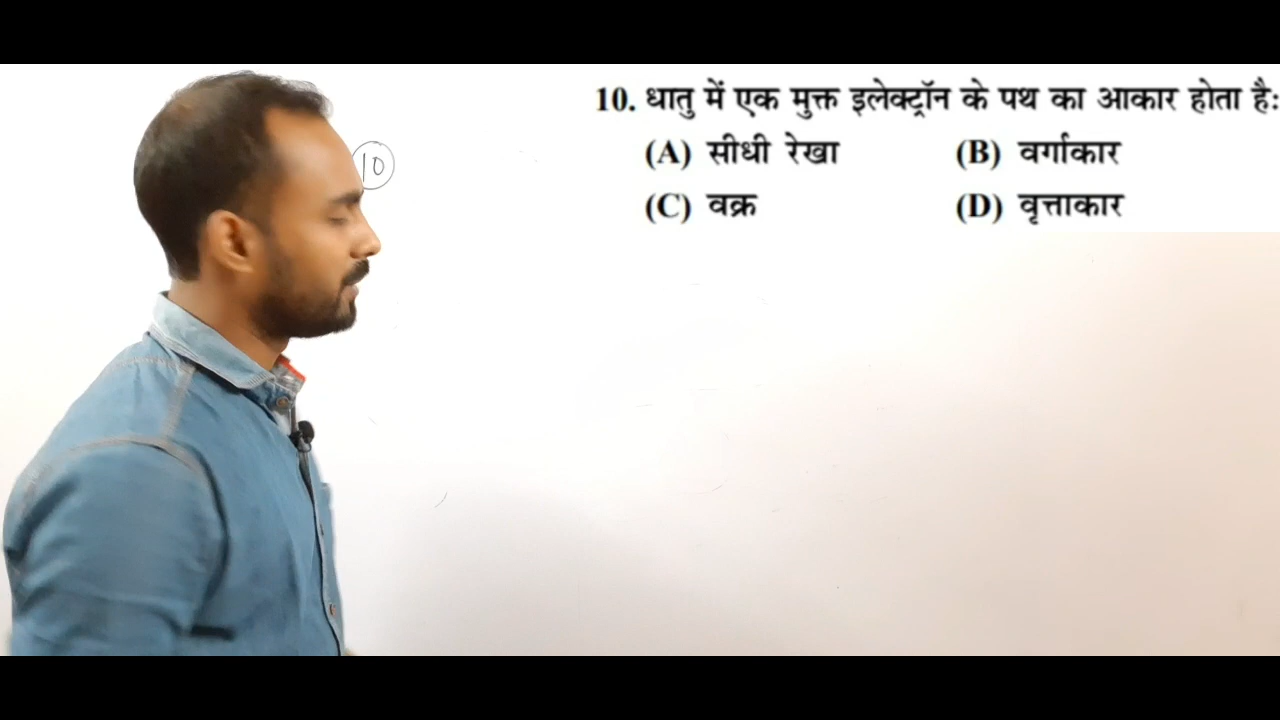 10
10. धातु में एक मुक्त इलेक्ट्रॉन के पथ का आकार होता है:
(A) सीधी रेखा (B) वर्गाकार
(C) वक्र (D) वृत्ताकार